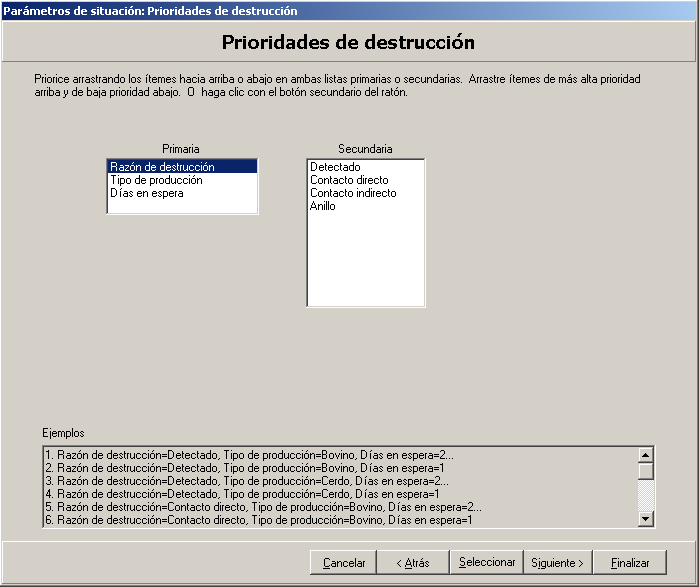 Parámetros de situación: Prioridades de destrucción
Prioridades de destrucción
Priorice arrastrando los ítemes hacia arriba o abajo en ambas listas primarias o secundarias.  Arrastre ítemes de más alta prioridad
arriba y de baja prioridad abajo.  O  haga clic con el botón secundario del ratón.
Primaria
Razón de destrucción
Tipo de producción
Días en espera
Secundaria
Detectado
Contacto directo
Contacto indirecto
Anillo
Ejemplos
1. Razón de destrucción=Detectado, Tipo de producción=Bovino, Días en espera=2...
2. Razón de destrucción=Detectado, Tipo de producción=Bovino, Días en espera=1
3. Razón de destrucción=Detectado, Tipo de producción=Cerdo, Días en espera=2...
4. Razón de destrucción=Detectado, Tipo de producción=Cerdo, Días en espera=1
5. Razón de destrucción=Contacto directo, Tipo de producción=Bovino, Días en espera=2...
6. Razón de destrucción=Contacto directo, Tipo de producción=Bovino, Días en espera=1
Cancelar
< Atrás
Seleccionar
Siguiente >
Finalizar